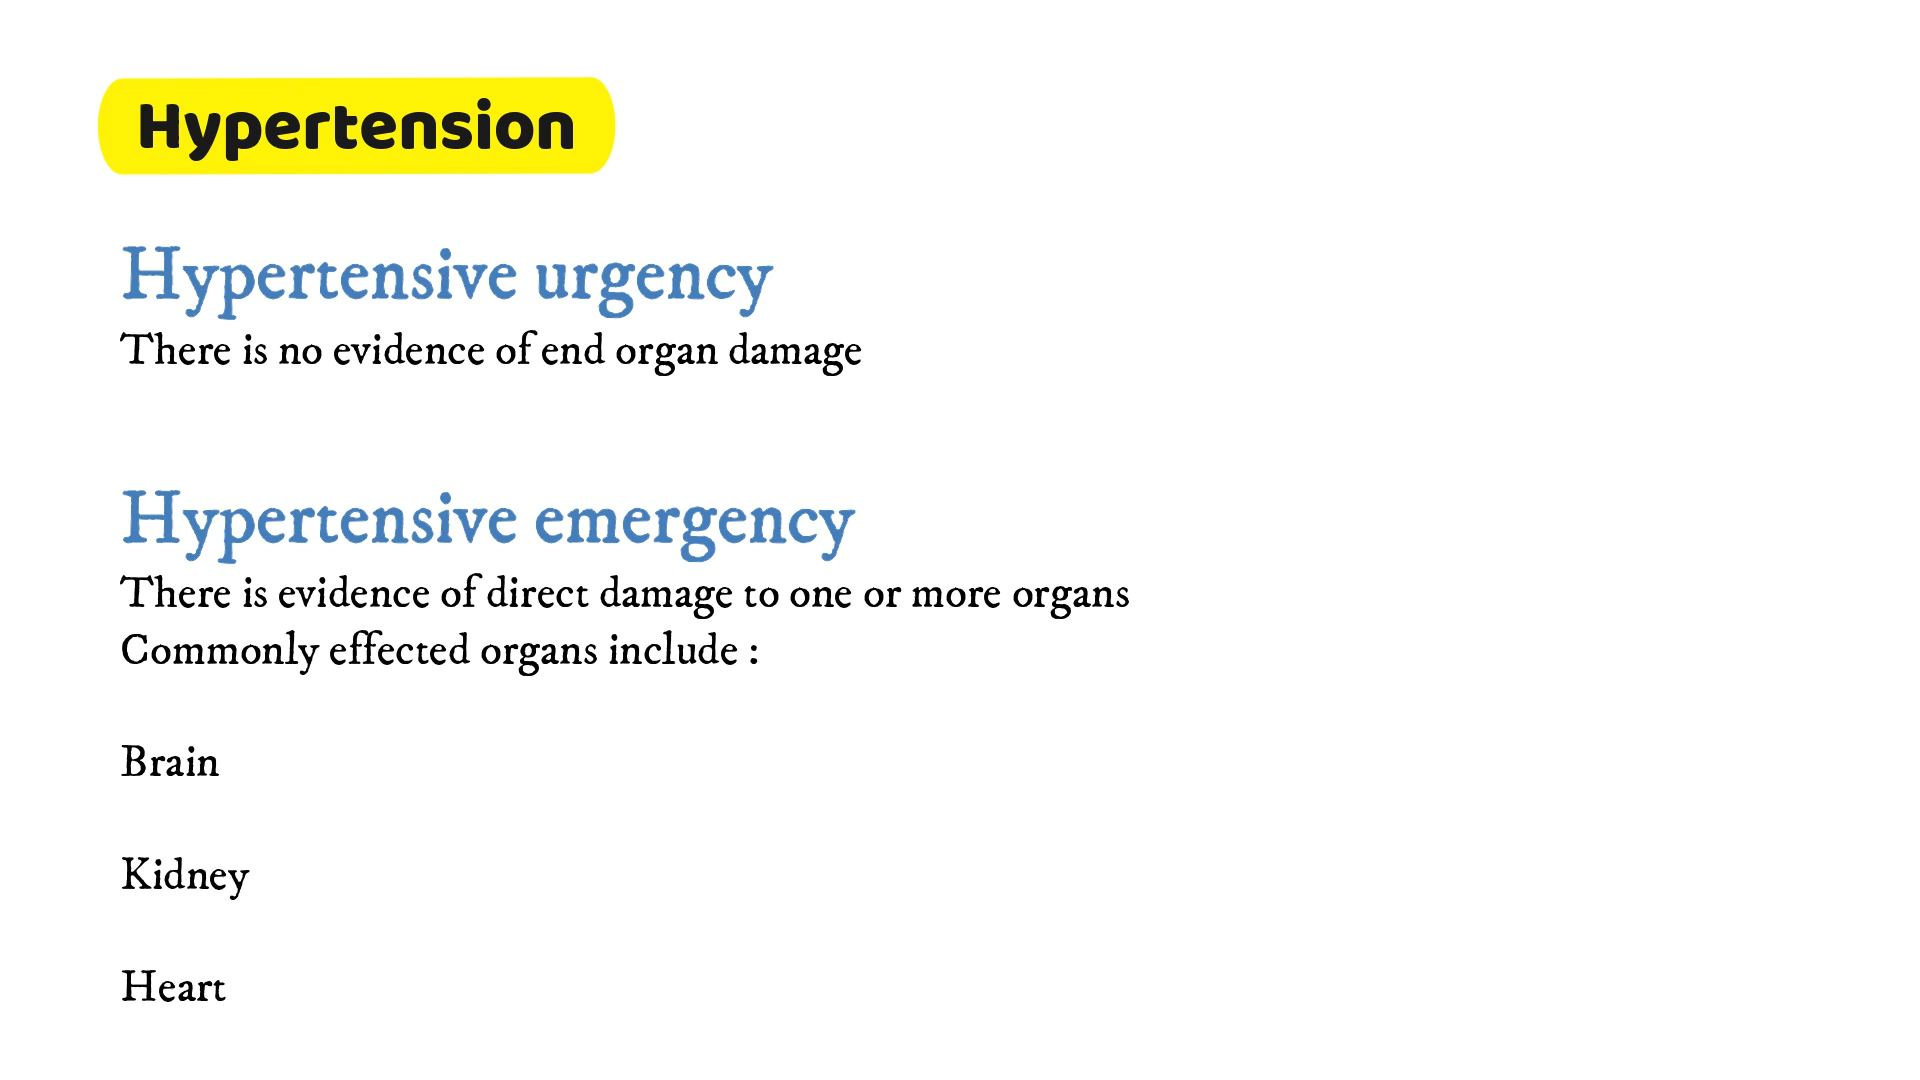 Hypertension
Hypertensive urgency
There is no evidence of end organ damage
Hypertensive emergency
There is evidence of direct damage to one or more organs
Commonly effected organs include :
Brain
Kidney
Heart